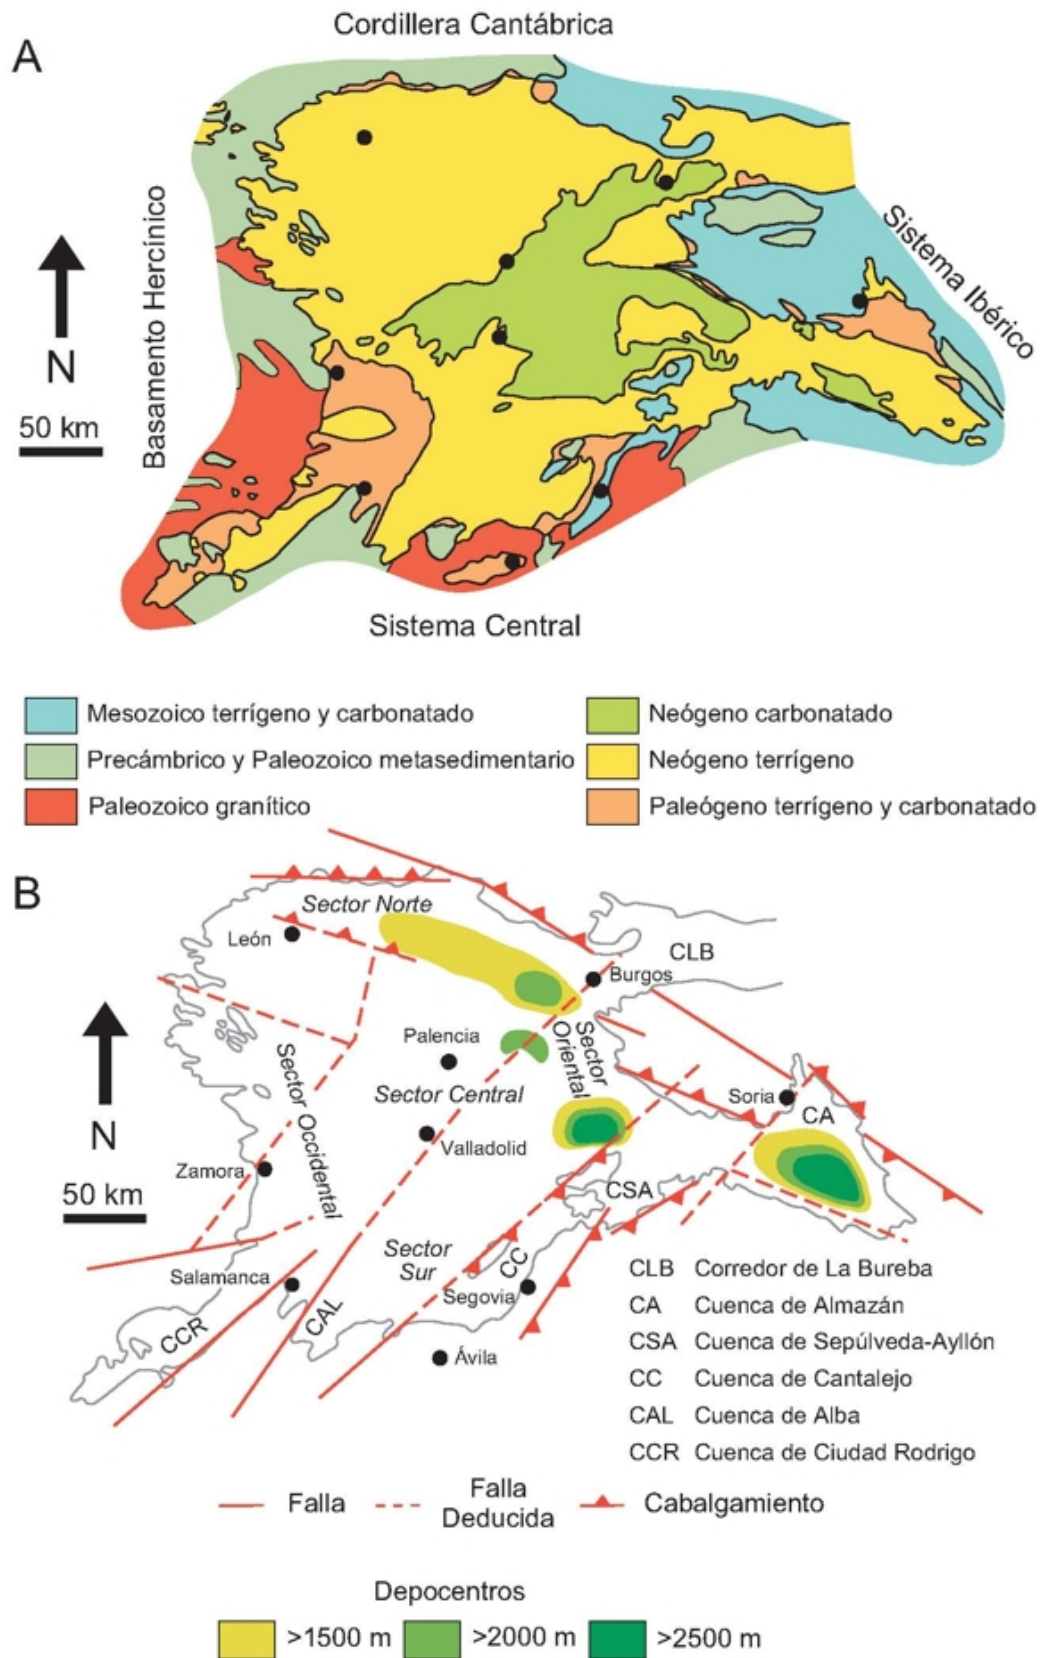 Cordillera Cantábrica
A
Basamento Hercínico
Sistema Ibérico
N
50 km
Sistema Central
Mesozoico terrígeno y carbonatado
Precámbrico y Paleozoico metasedimentario
Paleozoico granítico
Neógeno carbonatado
Neógeno terrígeno
Paleógeno terrígeno y carbonatado
B
Sector Norte
León
CLB
Burgos
Palencia
Sector
Oriental
Sector Central
Soria
CA
N
Sector Occidental
Valladolid
Zamora
50 km
CSA
Sector
Sur
CC
Salamanca
Segovia
CAL
CCR
Ávila
CLB Corredor de La Bureba
CA Cuenca de Almazán
CSA Cuenca de Sepúlveda-Ayllón
CC Cuenca de Cantalejo
CAL Cuenca de Alba
CCR Cuenca de Ciudad Rodrigo
Falla
Falla
Deducida
Cabalgamiento
Depocentros
>1500 m
>2000 m
>2500 m